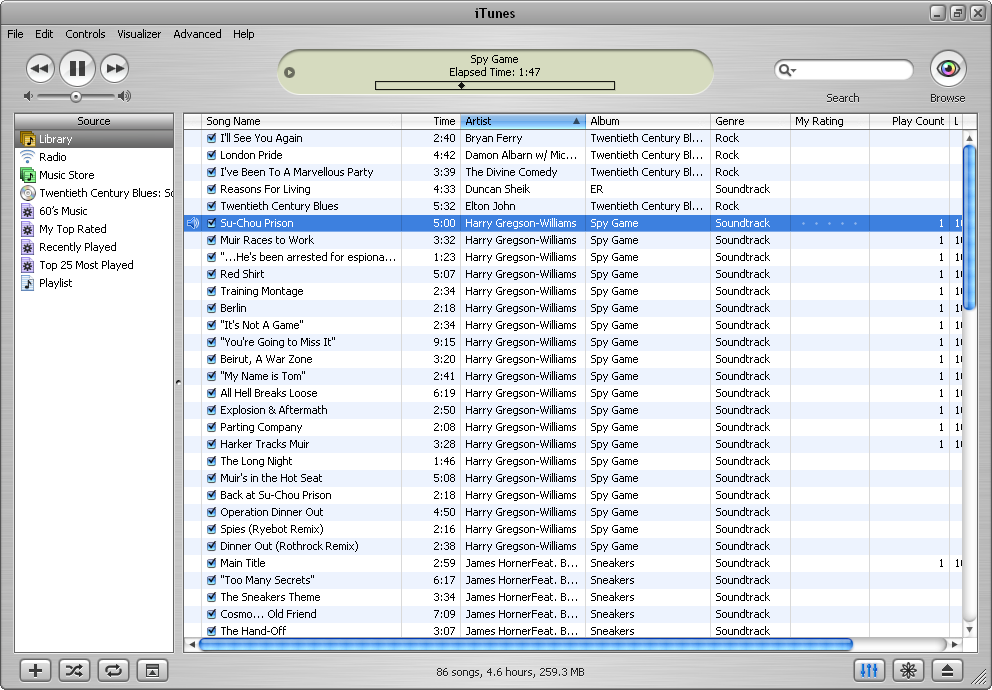 iTunes
File Edit Controls Visualizer Advanced Help
Spy Game
Elapsed Time: 1:47
Search
Browse
Source
Library
Radio
Music Store
Twentieth Century Blues: So
60's Music
My Top Rated
Recently Played
Top 25 Most Played
Playlist
Song Name Time Artist Album Genre My Rating Play Count L
I'll See You Again 2:40 Bryan Ferry Twentieth Century Bl... Rock
London Pride 4:42 Damon Albarn w/ Mic... Twentieth Century Bl... Rock
I've Been To A Marvellous Party 3:39 The Divine Comedy Twentieth Century Bl... Rock
Reasons For Living 4:33 Duncan Sheik ER Soundtrack
Twentieth Century Blues 5:32 Elton John Twentieth Century Bl... Rock
Su-Chou Prison 5:00 Harry Gregson-Williams Spy Game Soundtrack 1 10
Muir Races to Work 3:32 Harry Gregson-Williams Spy Game Soundtrack 1 10
"...He's been arrested for espiona... 1:23 Harry Gregson-Williams Spy Game Soundtrack 1 10
Red Shirt 5:07 Harry Gregson-Williams Spy Game Soundtrack 1 10
Training Montage 2:34 Harry Gregson-Williams Spy Game Soundtrack 1 10
Berlin 2:18 Harry Gregson-Williams Spy Game Soundtrack 1 10
"It's Not A Game" 2:34 Harry Gregson-Williams Spy Game Soundtrack 1 10
"You're Going to Miss It" 9:15 Harry Gregson-Williams Spy Game Soundtrack 1 10
Beirut, A War Zone 3:20 Harry Gregson-Williams Spy Game Soundtrack 1 10
"My Name is Tom" 2:41 Harry Gregson-Williams Spy Game Soundtrack 1 10
All Hell Breaks Loose 6:19 Harry Gregson-Williams Spy Game Soundtrack 1 10
Explosion & Aftermath 2:50 Harry Gregson-Williams Spy Game Soundtrack 1 10
Parting Company 2:08 Harry Gregson-Williams Spy Game Soundtrack 1 10
Harker Tracks Muir 3:28 Harry Gregson-Williams Spy Game Soundtrack 1 10
The Long Night 1:46 Harry Gregson-Williams Spy Game Soundtrack
Muir's in the Hot Seat 5:08 Harry Gregson-Williams Spy Game Soundtrack
Back at Su-Chou Prison 2:18 Harry Gregson-Williams Spy Game Soundtrack
Operation Dinner Out 4:50 Harry Gregson-Williams Spy Game Soundtrack
Spies (Ryebot Remix) 2:16 Harry Gregson-Williams Spy Game Soundtrack
Dinner Out (Rothrock Remix) 2:38 Harry Gregson-Williams Spy Game Soundtrack
Main Title 2:59 James HornerFeat. B... Sneakers Soundtrack 1 10
"Too Many Secrets" 6:17 James HornerFeat. B... Sneakers Soundtrack
The Sneakers Theme 3:34 James HornerFeat. B... Sneakers Soundtrack
Cosmo... Old Friend 7:09 James HornerFeat. B... Sneakers Soundtrack
The Hand-Off 3:07 James HornerFeat. B... Sneakers Soundtrack
86 songs, 4.6 hours, 259.3 MB